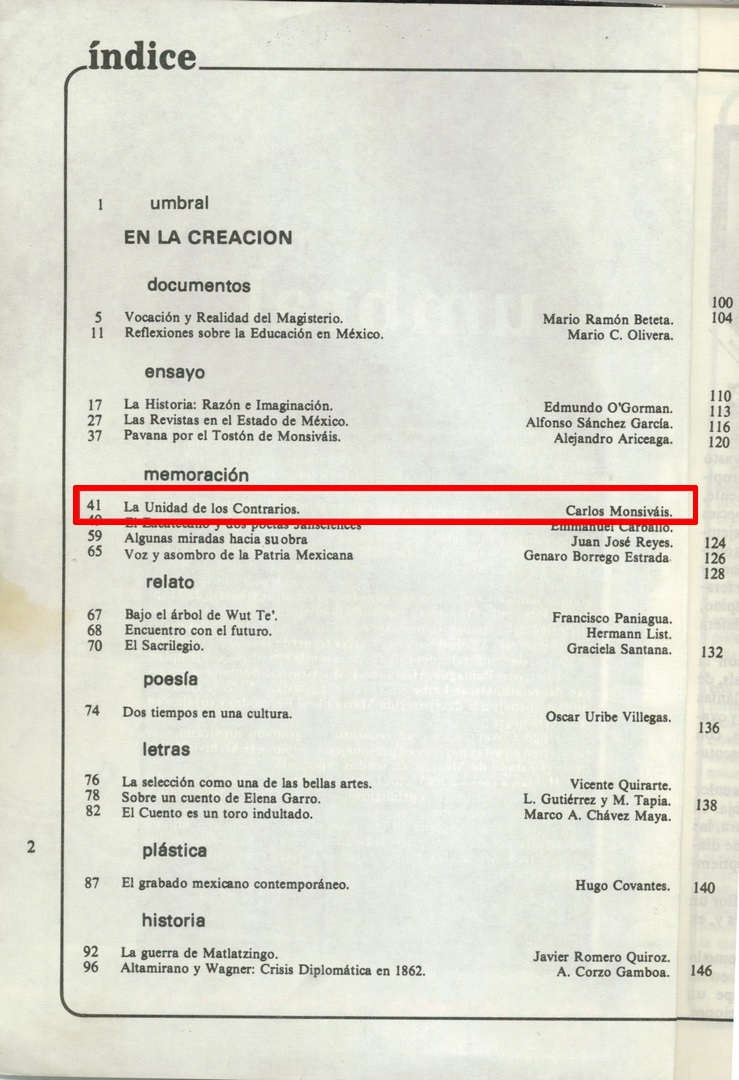 índice
1 umbral
EN LA CREACION
documentos
5 Vocación y Realidad del Magisterio. Mario Ramón Beteta.
11 Reflexiones sobre la Educación en México. Mario C. Olivera.
ensayo
17 La Historia: Razón e Imaginación. Edmundo O'Gorman.
27 Las Revistas en el Estado de México. Alfonso Sánchez García.
37 Pavana por el Tostón de Monsiváis. Alejandro Ariceaga.
memoración
41 La Unidad de los Contrarios. Carlos Monsiváis.
49 El Zacatecano y dos poetas Jalisciences Emmanuel Carballo.
59 Algunas miradas hacia su obra Juan José Reyes.
65 Voz y asombro de la Patria Mexicana Genaro Borrego Estrada
relato
67 Bajo el árbol de Wut Te'. Francisco Paniagua.
68 Encuentro con el futuro. Hermann List.
70 El Sacrilegio. Graciela Santana.
poesía
74 Dos tiempos en una cultura. Oscar Uribe Villegas.
letras
76 La selección como una de las bellas artes. Vicente Quirarte.
78 Sobre un cuento de Elena Garro. L. Gutiérrez y M. Tapia.
82 El Cuento es un toro indultado. Marco A. Chávez Maya.
2
plástica
87 El grabado mexicano contemporáneo. Hugo Covantes.
historia
92 La guerra de Matlatzingo. Javier Romero Quiroz.
96 Altamirano y Wagner: Crisis Diplomática en 1862. A. Corzo Gamboa.
100
104
110
113
116
120
124
126
128
132
136
138
140
146